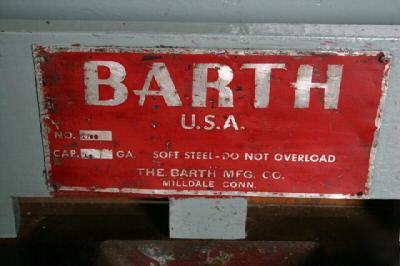 BARTH
U.S.A.
NO.
CAP. GA. SOFT STEEL-DO NOT OVERLOAD
THE BARTH MFG. CO.
MILLDALE CONN.